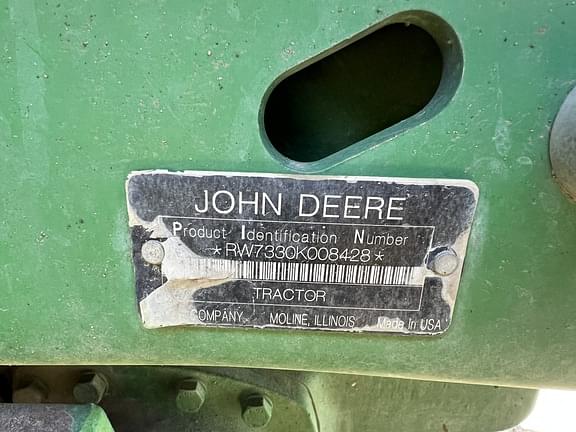 JOHN DEERE
Product Identification Number
*RW7330K008428*
TRACTOR
COMPANY MOLINE, ILLINOIS Made in USA